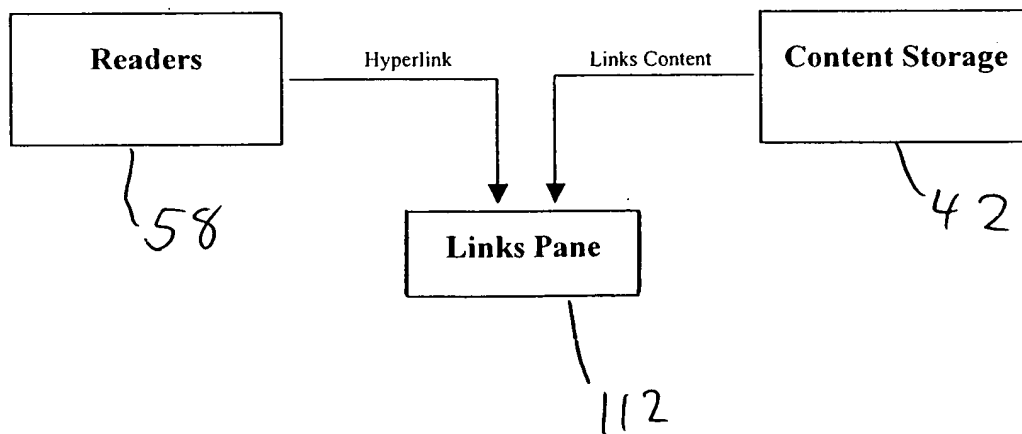 Readers
Hyperlink
Links Content
Content Storage
58
42
Links Pane
112